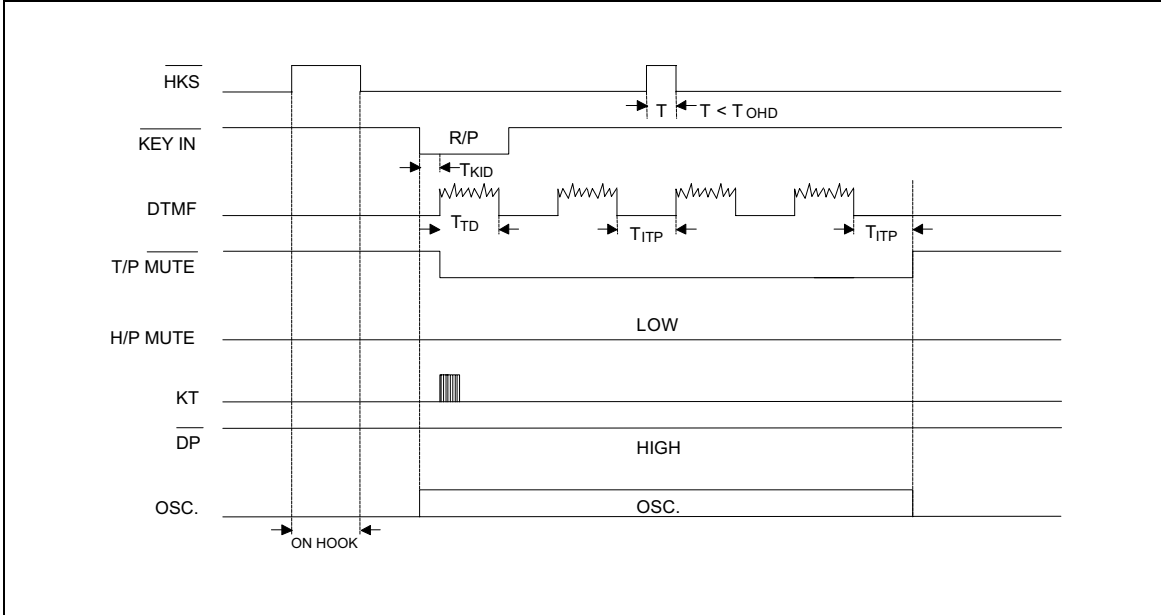 HKS
T T < TOHD
KEY IN R/P
TKID
DTMF
TTD TITP TITP
T/P MUTE
LOW
H/P MUTE
KT
DP
HIGH
OSC. OSC.
ON HOOK